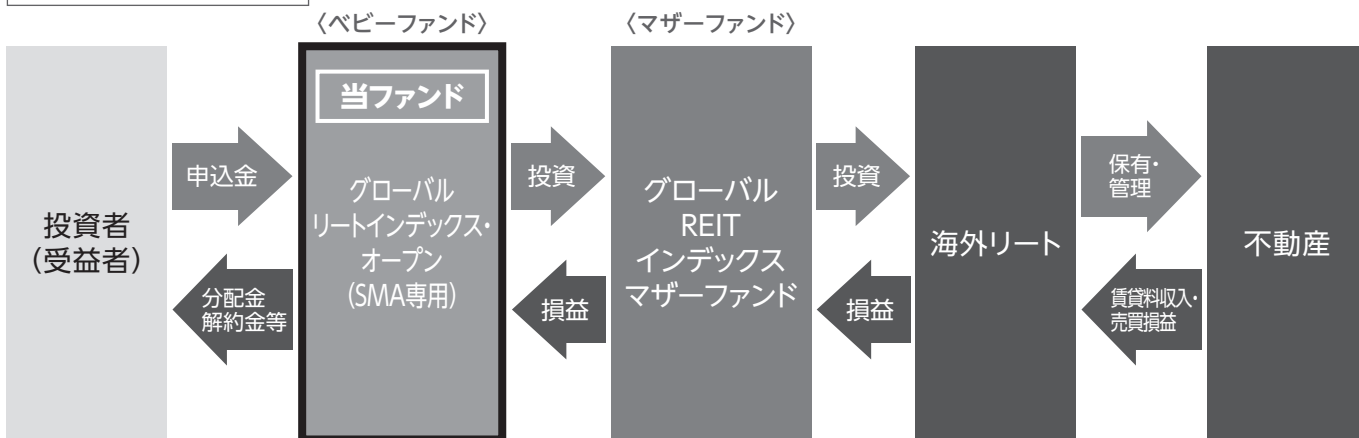 〈ベビーファンド〉
〈マザーファンド〉
投資者
（受益者）
申込金
分配金
解約金等
当ファンド
グローバル
リートインデックス・
オープン
（SMA専用）
投資
損益
グローバル
REIT
インデックス
マザーファンド
投資
損益
海外リート
保有・
管理
賃貸料収入・
売買損益
不動産